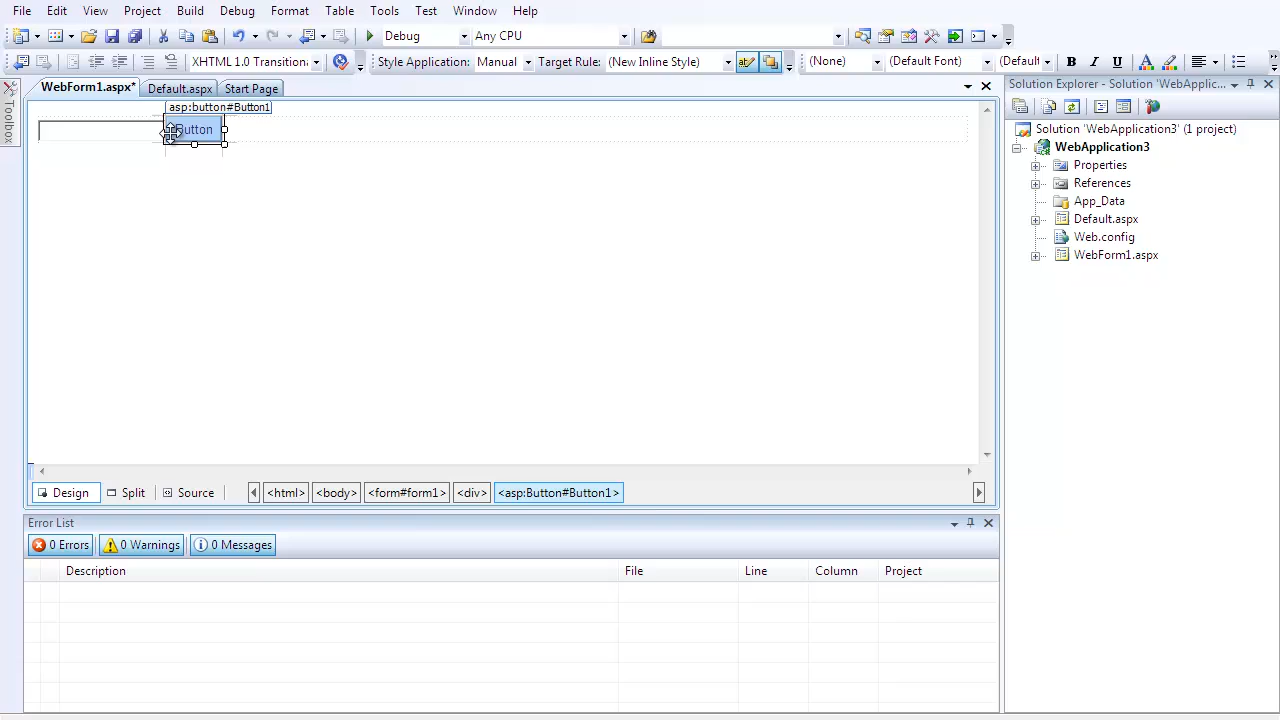 File Edit View Project Build Debug Format Table Tools Test Window Help
Debug Any CPU
XHTML 1.0 Transition Style Application: Manual Target Rule: (New Inline Style) (None) (Default Font) (Defaul B I U A
WebForm1.aspx* Default.aspx Start Page
Toolbox
asp:button#Button1
Button
Design Split Source <html> <body> <form#form1> <div> <asp:Button#Button1>
Error List
0 Errors 0 Warnings 0 Messages
Description File Line Column Project
Solution Explorer - Solution 'WebApplic...
Solution 'WebApplication3' (1 project)
WebApplication3
Properties
References
App_Data
Default.aspx
Web.config
WebForm1.aspx